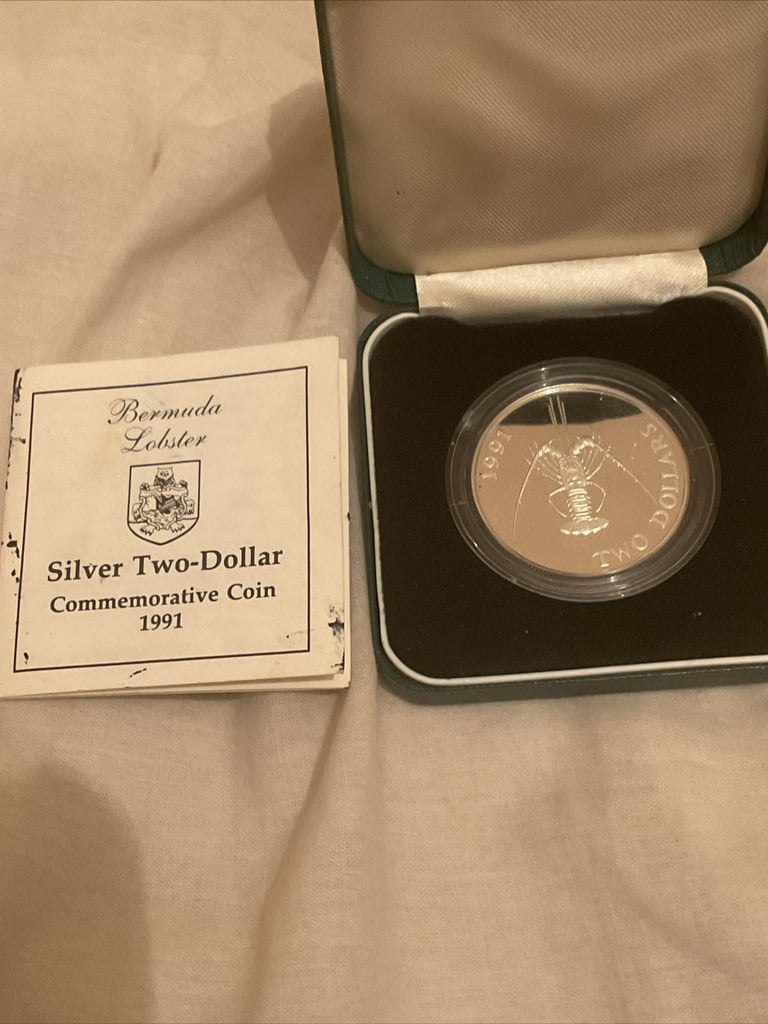 Bermuda
Lobster
Silver Two-Dollar
Commemorative Coin
1991
1991
TWO DOLLARS